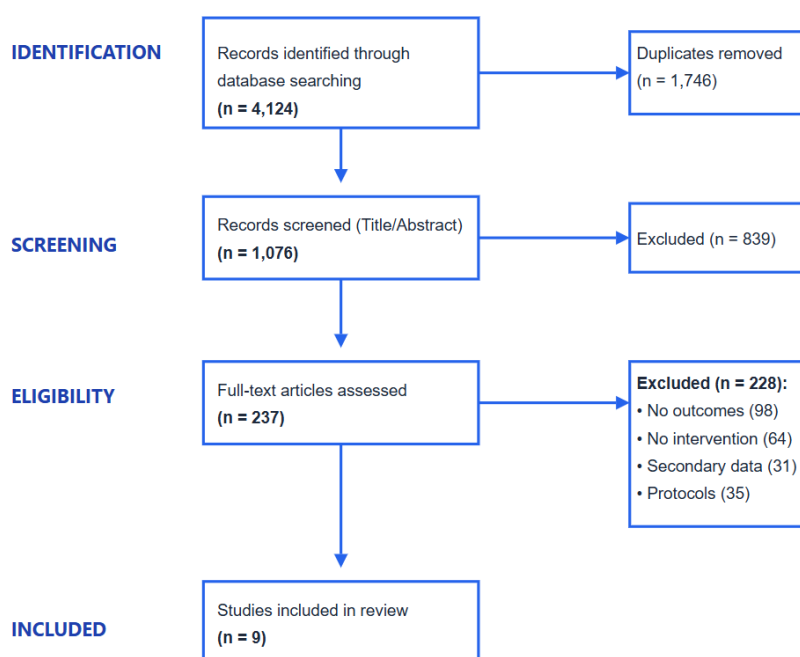 IDENTIFICATION
Records identified through
database searching
(n = 4,124)
Duplicates removed
(n = 1,746)
SCREENING
Records screened (Title/Abstract)
(n = 1,076)
Excluded (n = 839)
ELIGIBILITY
Full-text articles assessed
(n = 237)
Excluded (n = 228):
• No outcomes (98)
• No intervention (64)
• Secondary data (31)
• Protocols (35)
INCLUDED
Studies included in review
(n = 9)